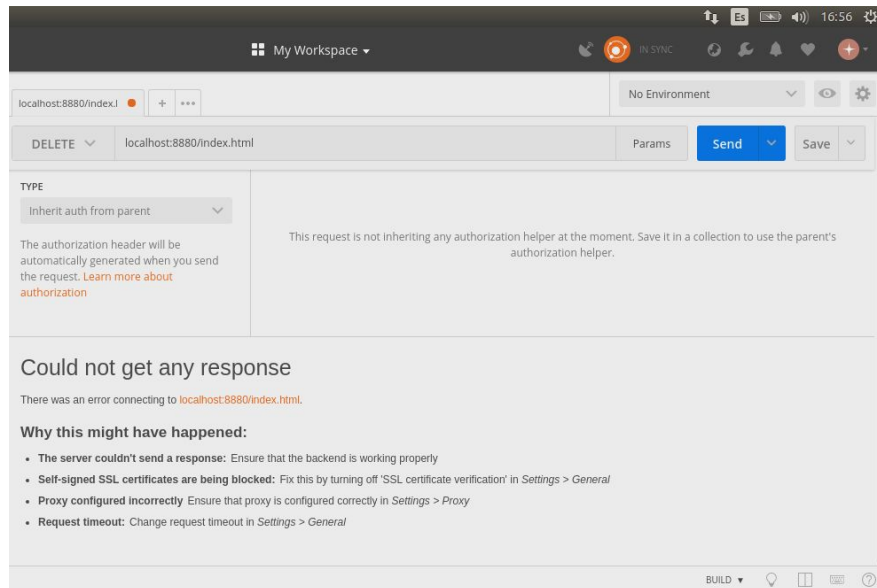 Es 16:56
My Workspace IN SYNC
localhost:8880/index.l + ••• No Environment
DELETE localhost:8880/index.html Params Send Save
TYPE
Inherit auth from parent
The authorization header will be
automatically generated when you send
the request. Learn more about
authorization
This request is not inheriting any authorization helper at the moment. Save it in a collection to use the parent's
authorization helper.
Could not get any response
There was an error connecting to localhost:8880/index.html.
Why this might have happened:
• The server couldn't send a response: Ensure that the backend is working properly
• Self-signed SSL certificates are being blocked: Fix this by turning off 'SSL certificate verification' in Settings > General
• Proxy configured incorrectly Ensure that proxy is configured correctly in Settings > Proxy
• Request timeout: Change request timeout in Settings > General
BUILD